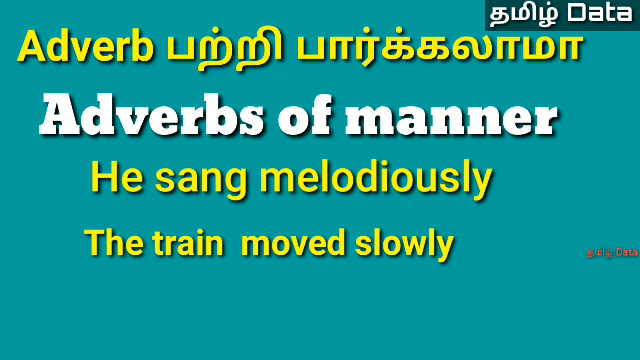 தமிழ் Data
Adverb பற்றி பார்க்கலாமா
Adverbs of manner
He sang melodiously
The train moved slowly
தமிழ் Data